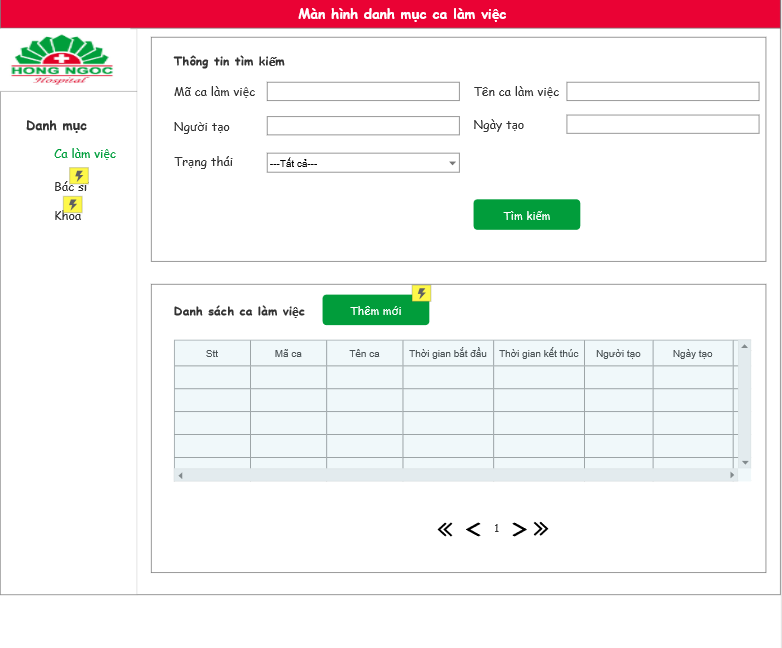 Màn hình danh mục ca làm việc
HONG NGOC
Hospital
Thông tin tìm kiếm
Mã ca làm việc
Tên ca làm việc
Người tạo
Ngày tạo
Trạng thái
---Tất cả---
Tìm kiếm
Danh mục
Ca làm việc
Bác sĩ
Khoa
Danh sách ca làm việc
Thêm mới
Stt Mã ca Tên ca Thời gian bắt đầu Thời gian kết thúc Người tạo Ngày tạo
1